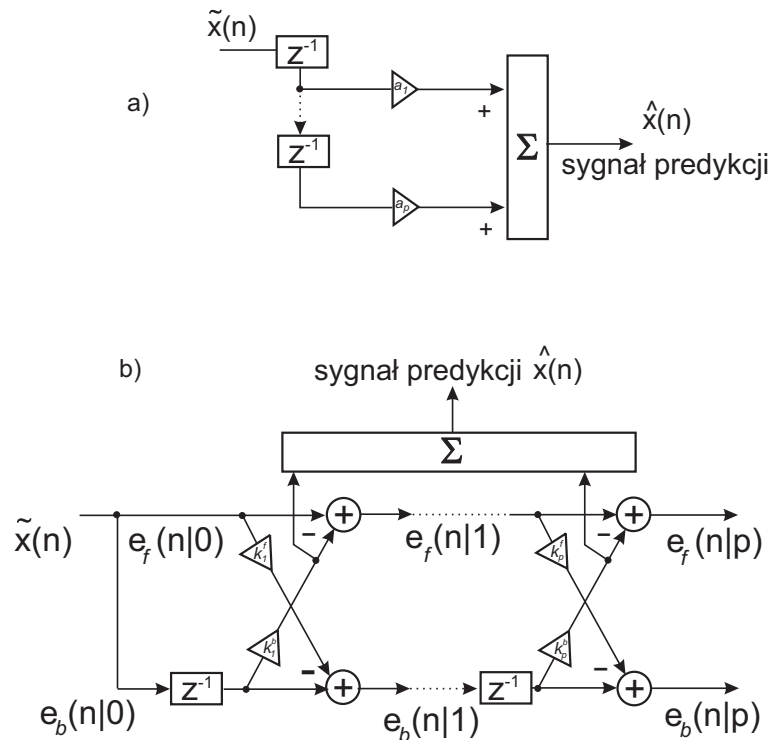 x̃(n)
z⁻¹
a)
a₁
+
x̂(n)
Σ
z⁻¹
sygnał predykcji
aₚ
+
b)
sygnał predykcji x̂(n)
Σ
x̃(n)
e_f(n|0)
+
−
e_f(n|1)
+
−
e_f(n|p)
k₁ᶠ
kₚᶠ
k₁ᵇ
kₚᵇ
e_b(n|0)
z⁻¹
−
+
e_b(n|1)
z⁻¹
−
+
e_b(n|p)